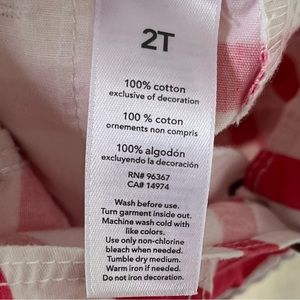 2T
100% cotton
exclusive of decoration
100 % coton
ornements non compris
100% algodón
excluyendo la decoración
RN# 96367
CA# 14974
Wash before use.
Turn garment inside out.
Machine wash cold with
like colors.
Use only non-chlorine
bleach when needed.
Tumble dry medium.
Warm iron if needed.
Do not iron decoration.